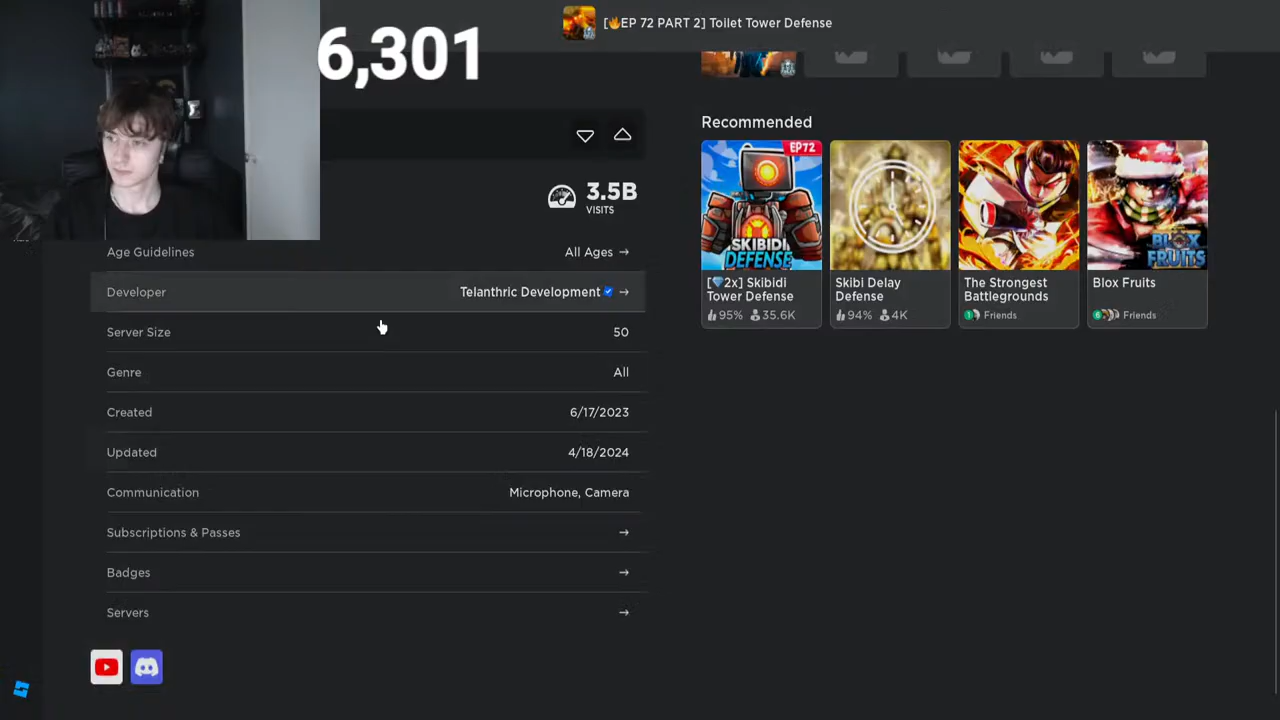 [🔥EP 72 PART 2] Toilet Tower Defense
6,301
3.5B
VISITS
Age Guidelines
All Ages →
Developer
Telanthric Development →
Server Size
50
Genre
All
Created
6/17/2023
Updated
4/18/2024
Communication
Microphone, Camera
Subscriptions & Passes →
Badges →
Servers →
Recommended
EP72
SKIBIDI
DEFENSE
[💎2x] Skibidi
Tower Defense
95% 35.6K
Skibi Delay
Defense
94% 4K
The Strongest
Battlegrounds
1 Friends
BLOX
FRUITS
Blox Fruits
6 Friends